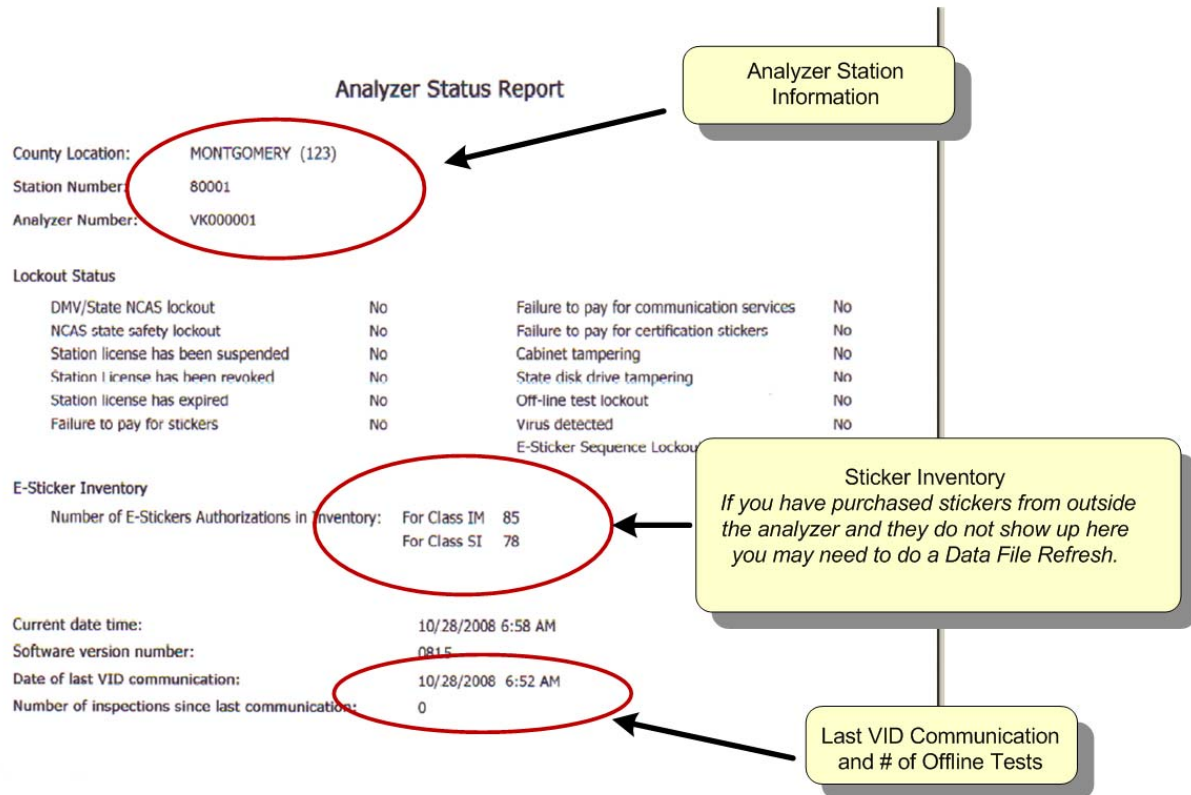 Analyzer Status Report
Analyzer Station
Information
County Location: MONTGOMERY (123)
Station Number: 80001
Analyzer Number: VK000001
Lockout Status
DMV/State NCAS lockout No
NCAS state safety lockout No
Station license has been suspended No
Station License has been revoked No
Station license has expired No
Failure to pay for stickers No
Failure to pay for communication services No
Failure to pay for certification stickers No
Cabinet tampering No
State disk drive tampering No
Off-line test lockout No
Virus detected No
E-Sticker Sequence Lockou
E-Sticker Inventory
Number of E-Stickers Authorizations in Inventory: For Class IM 85
For Class SI 78
Sticker Inventory
If you have purchased stickers from outside
the analyzer and they do not show up here
you may need to do a Data File Refresh.
Current date time: 10/28/2008 6:58 AM
Software version number: 0815
Date of last VID communication: 10/28/2008 6:52 AM
Number of inspections since last communication: 0
Last VID Communication
and # of Offline Tests